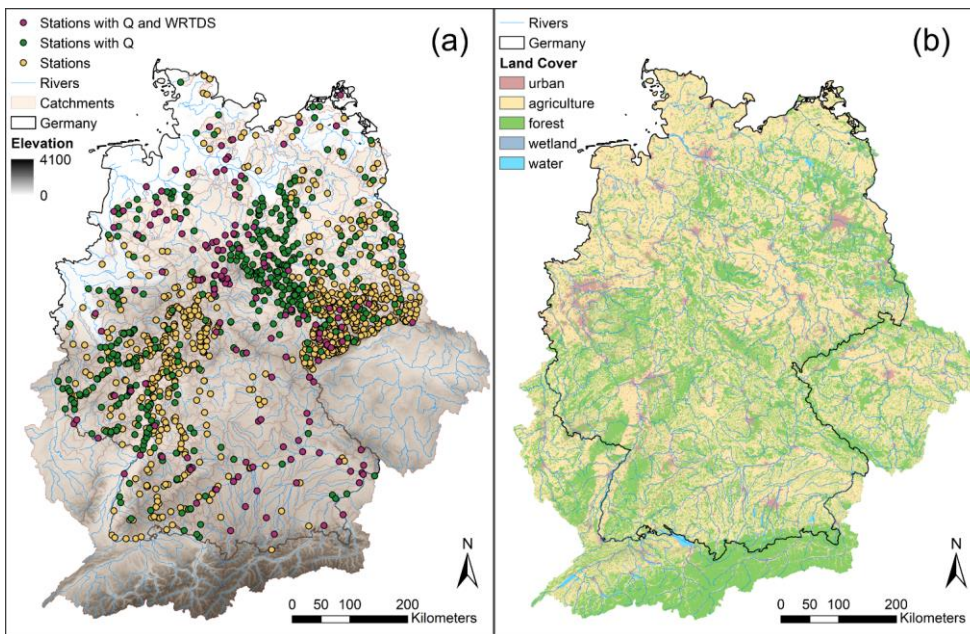 Stations with Q and WRTDS
Stations with Q
Stations
Rivers
Catchments
Germany
Elevation
4100
0
(a)
N
0 50 100 200
Kilometers
Rivers
Germany
Land Cover
urban
agriculture
forest
wetland
water
(b)
N
0 50 100 200
Kilometers